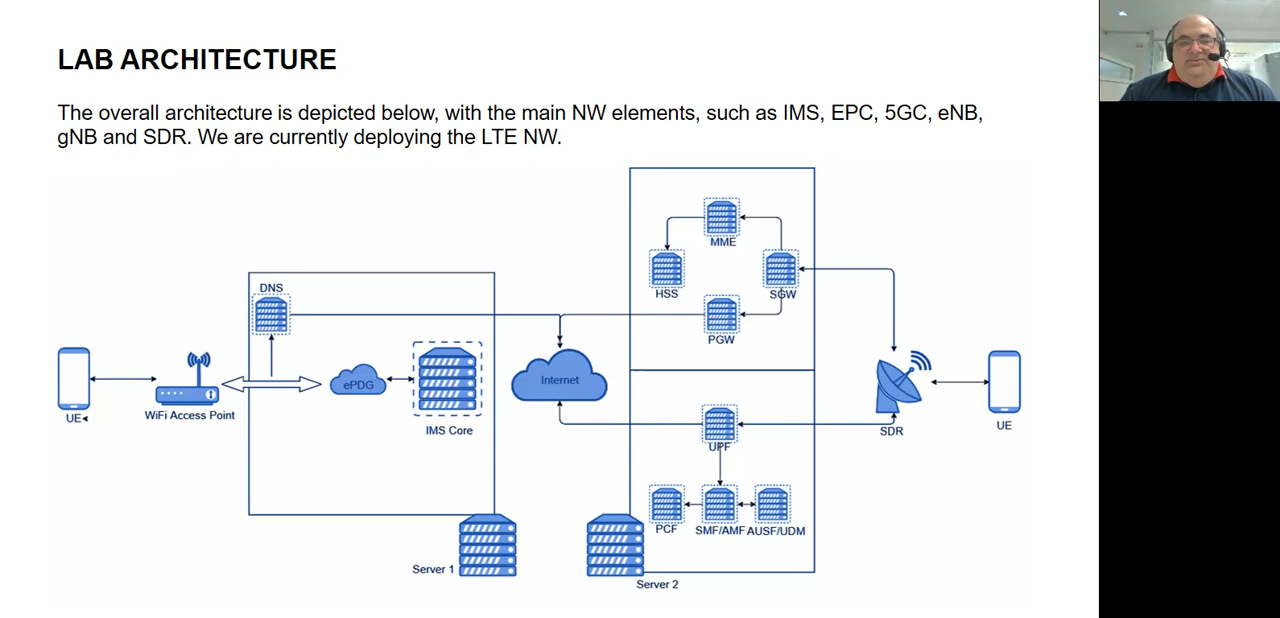 LAB ARCHITECTURE
The overall architecture is depicted below, with the main NW elements, such as IMS, EPC, 5GC, eNB,
gNB and SDR. We are currently deploying the LTE NW.
MME
HSS
SGW
DNS
PGW
ePDG
Internet
UE
WiFi Access Point
IMS Core
SDR
UE
UPF
PCF
SMF/AMF
AUSF/UDM
Server 1
Server 2